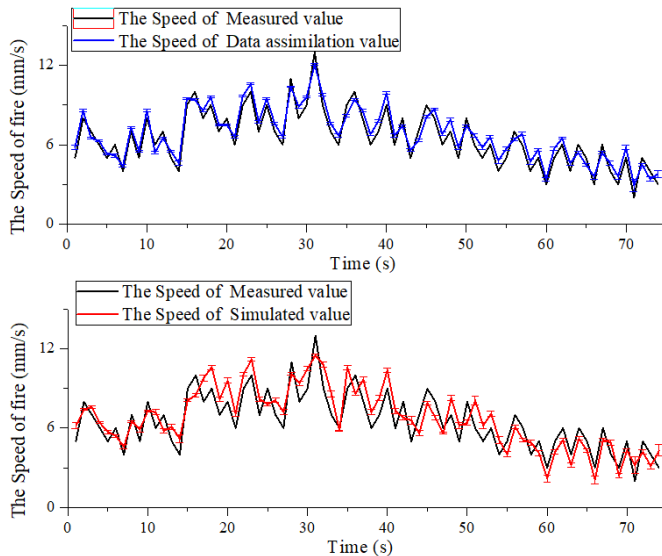 The Speed of Measured value
The Speed of Data assimilation value
The Speed of fire (mm/s)
12
6
0
0 10 20 30 40 50 60 70
Time (s)
The Speed of Measured value
The Speed of Simulated value
The Speed of fire (mm/s)
12
6
0
0 10 20 30 40 50 60 70
Time (s)